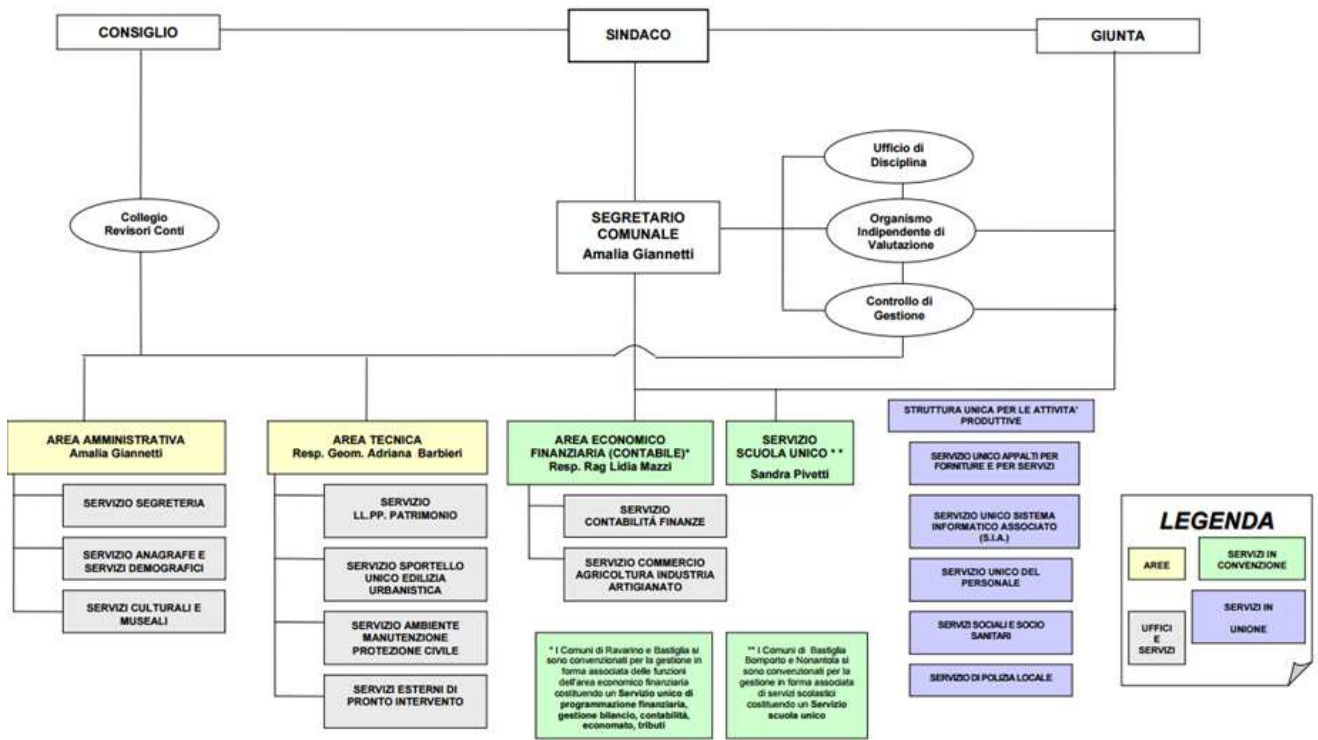 CONSIGLIO
SINDACO
GIUNTA
Ufficio di
Disciplina
Collegio
Revisori Conti
SEGRETARIO
COMUNALE
Amalia Giannetti
Organismo
Indipendente di
Valutazione
Controllo di
Gestione
AREA AMMINISTRATIVA
Amalia Giannetti
SERVIZIO SEGRETERIA
SERVIZIO ANAGRAFE E
SERVIZI DEMOGRAFICI
SERVIZI CULTURALI E
MUSEALI
AREA TECNICA
Resp. Geom. Adriana Barbieri
SERVIZIO
LL.PP. PATRIMONIO
SERVIZIO SPORTELLO
UNICO EDILIZIA
URBANISTICA
SERVIZIO AMBIENTE
MANUTENZIONE
PROTEZIONE CIVILE
SERVIZI ESTERNI DI
PRONTO INTERVENTO
AREA ECONOMICO
FINANZIARIA (CONTABILE)*
Resp. Rag Lidia Mazzi
SERVIZIO
CONTABILITÁ FINANZE
SERVIZIO COMMERCIO
AGRICOLTURA INDUSTRIA
ARTIGIANATO
* I Comuni di Ravarino e Bastiglia si
sono convenzionati per la gestione in
forma associata delle funzioni
dell'area economico finanziaria
costituendo un Servizio unico di
programmazione finanziaria,
gestione bilancio, contabilità,
economato, tributi
SERVIZIO
SCUOLA UNICO * *
Sandra Pivetti
** I Comuni di Bastiglia
Bomporto e Nonantola si
sono convenzionati per la
gestione in forma associata
di servizi scolastici
costituendo un Servizio
scuola unico
STRUTTURA UNICA PER LE ATTIVITA'
PRODUTTIVE
SERVIZIO UNICO APPALTI PER
FORNITURE E PER SERVIZI
SERVIZIO UNICO SISTEMA
INFORMATICO ASSOCIATO
(S.I.A.)
SERVIZIO UNICO DEL
PERSONALE
SERVIZI SOCIALI E SOCIO
SANITARI
SERVIZIO DI POLIZIA LOCALE
LEGENDA
AREE
SERVIZI IN
CONVENZIONE
UFFICI
E
SERVIZI
SERVIZI IN
UNIONE